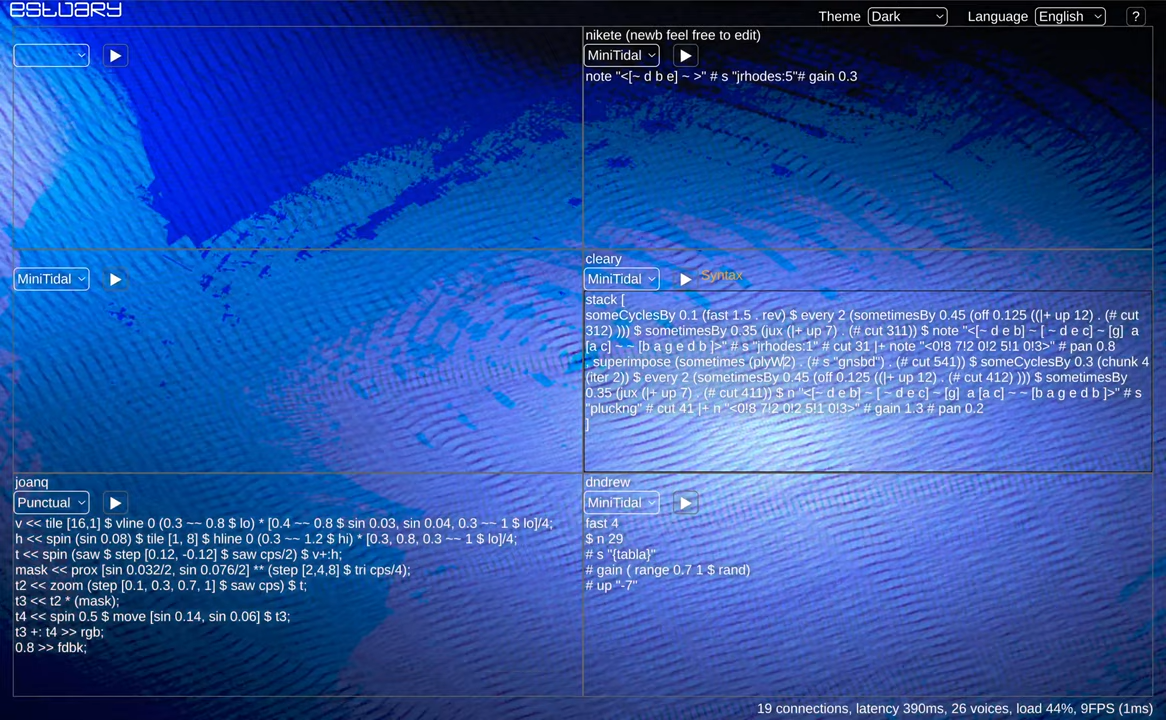 estuary
Theme Dark Language English ?
nikete (newb feel free to edit)
MiniTidal
note "<[~ d b e] ~ >" # s "jrhodes:5"# gain 0.3
MiniTidal
cleary
MiniTidal Syntax
stack [
someCyclesBy 0.1 (fast 1.5 . rev) $ every 2 (sometimesBy 0.45 (off 0.125 ((|+ up 12) . (# cut
312) ))) $ sometimesBy 0.35 (jux (|+ up 7) . (# cut 311)) $ note "<[~ d e b] ~ [ ~ d e c] ~ [g]  a
[a c] ~ ~ [b a g e d b ]>" # s "jrhodes:1" # cut 31 |+ note "<0!8 7!2 0!2 5!1 0!3>" # pan 0.8
, superimpose (sometimes (plyW2) . (# s "gnsbd") . (# cut 541)) $ someCyclesBy 0.3 (chunk 4
(iter 2)) $ every 2 (sometimesBy 0.45 (off 0.125 ((|+ up 12) . (# cut 412) ))) $ sometimesBy
0.35 (jux (|+ up 7) . (# cut 411)) $ n "<[~ d e b] ~ [ ~ d e c] ~ [g]  a [a c] ~ ~ [b a g e d b ]>" # s
"pluckng" # cut 41 |+ n "<0!8 7!2 0!2 5!1 0!3>" # gain 1.3 # pan 0.2
]
joanq
Punctual
v << tile [16,1] $ vline 0 (0.3 ~~ 0.8 $ lo) * [0.4 ~~ 0.8 $ sin 0.03, sin 0.04, 0.3 ~~ 1 $ lo]/4;
h << spin (sin 0.08) $ tile [1, 8] $ hline 0 (0.3 ~~ 1.2 $ hi) * [0.3, 0.8, 0.3 ~~ 1 $ lo]/4;
t << spin (saw $ step [0.12, -0.12] $ saw cps/2) $ v+:h;
mask << prox [sin 0.032/2, sin 0.076/2] ** (step [2,4,8] $ tri cps/4);
t2 << zoom (step [0.1, 0.3, 0.7, 1] $ saw cps) $ t;
t3 << t2 * (mask);
t4 << spin 0.5 $ move [sin 0.14, sin 0.06] $ t3;
t3 +: t4 >> rgb;
0.8 >> fdbk;
dndrew
MiniTidal
fast 4
$ n 29
# s "{tabla}"
# gain ( range 0.7 1 $ rand)
# up "-7"
19 connections, latency 390ms, 26 voices, load 44%, 9FPS (1ms)